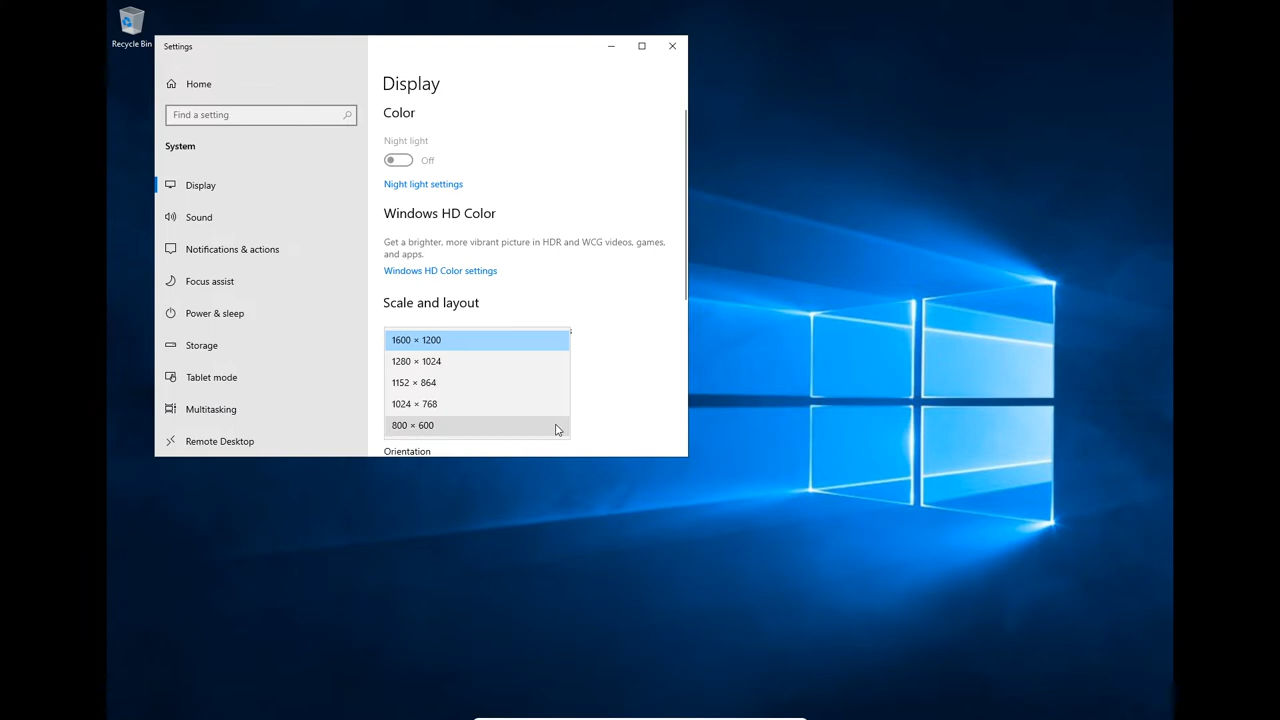 Recycle Bin
Settings
Home
Find a setting
System
Display
Sound
Notifications & actions
Focus assist
Power & sleep
Storage
Tablet mode
Multitasking
Remote Desktop
Display
Color
Night light
Off
Night light settings
Windows HD Color
Get a brighter, more vibrant picture in HDR and WCG videos, games,
and apps.
Windows HD Color settings
Scale and layout
1600 × 1200
1280 × 1024
1152 × 864
1024 × 768
800 × 600
Orientation